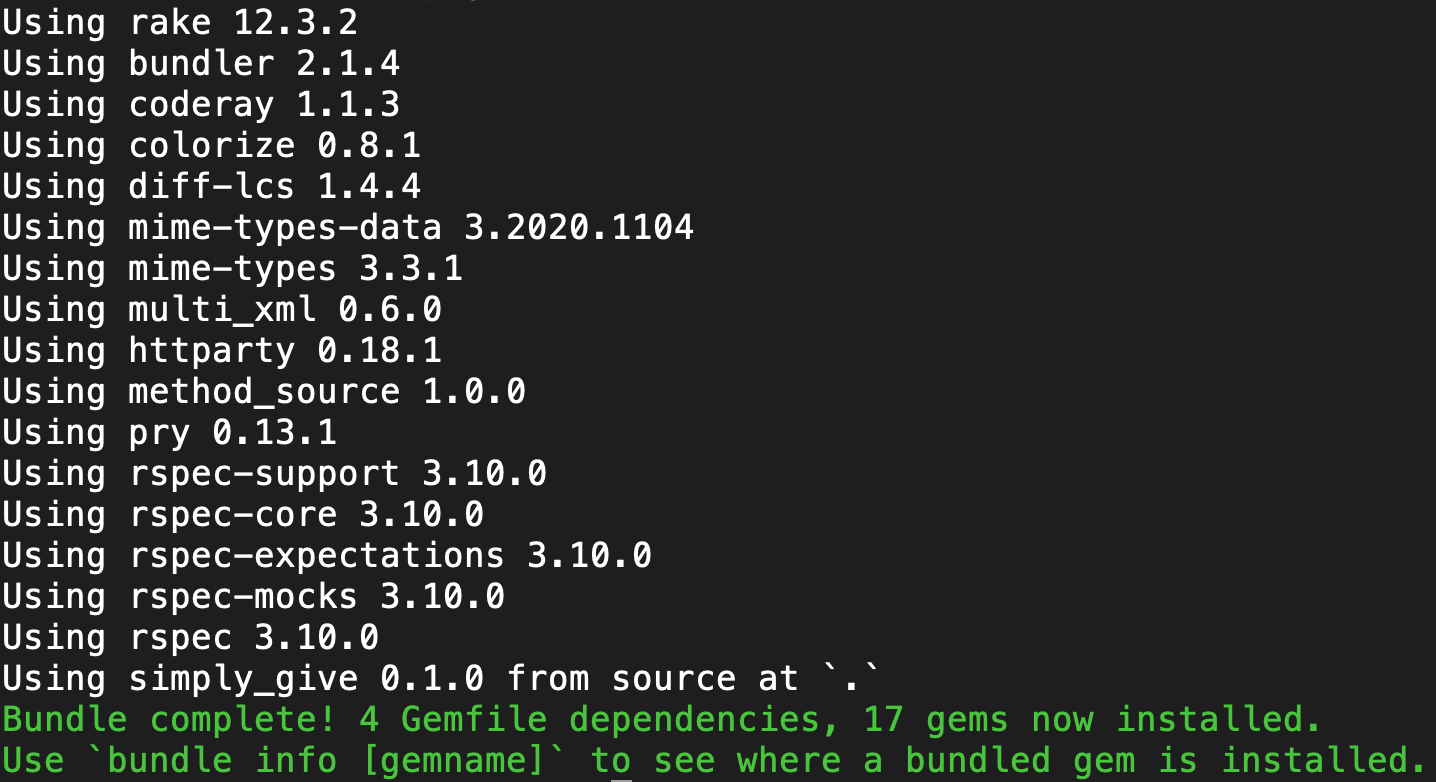 Using rake 12.3.2
Using bundler 2.1.4
Using coderay 1.1.3
Using colorize 0.8.1
Using diff-lcs 1.4.4
Using mime-types-data 3.2020.1104
Using mime-types 3.3.1
Using multi_xml 0.6.0
Using httparty 0.18.1
Using method_source 1.0.0
Using pry 0.13.1
Using rspec-support 3.10.0
Using rspec-core 3.10.0
Using rspec-expectations 3.10.0
Using rspec-mocks 3.10.0
Using rspec 3.10.0
Using simply_give 0.1.0 from source at `.`
Bundle complete! 4 Gemfile dependencies, 17 gems now installed.
Use `bundle info [gemname]` to see where a bundled gem is installed.